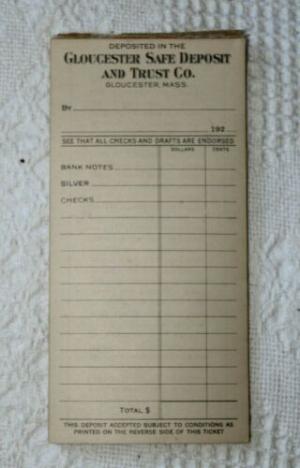 DEPOSITED IN THE
GLOUCESTER SAFE DEPOSIT
AND TRUST CO.
GLOUCESTER, MASS.
BY
192
SEE THAT ALL CHECKS AND DRAFTS ARE ENDORSED
DOLLARS CENTS
BANK NOTES
SILVER
CHECKS
TOTAL $
THIS DEPOSIT ACCEPTED SUBJECT TO CONDITIONS AS
PRINTED ON THE REVERSE SIDE OF THIS TICKET